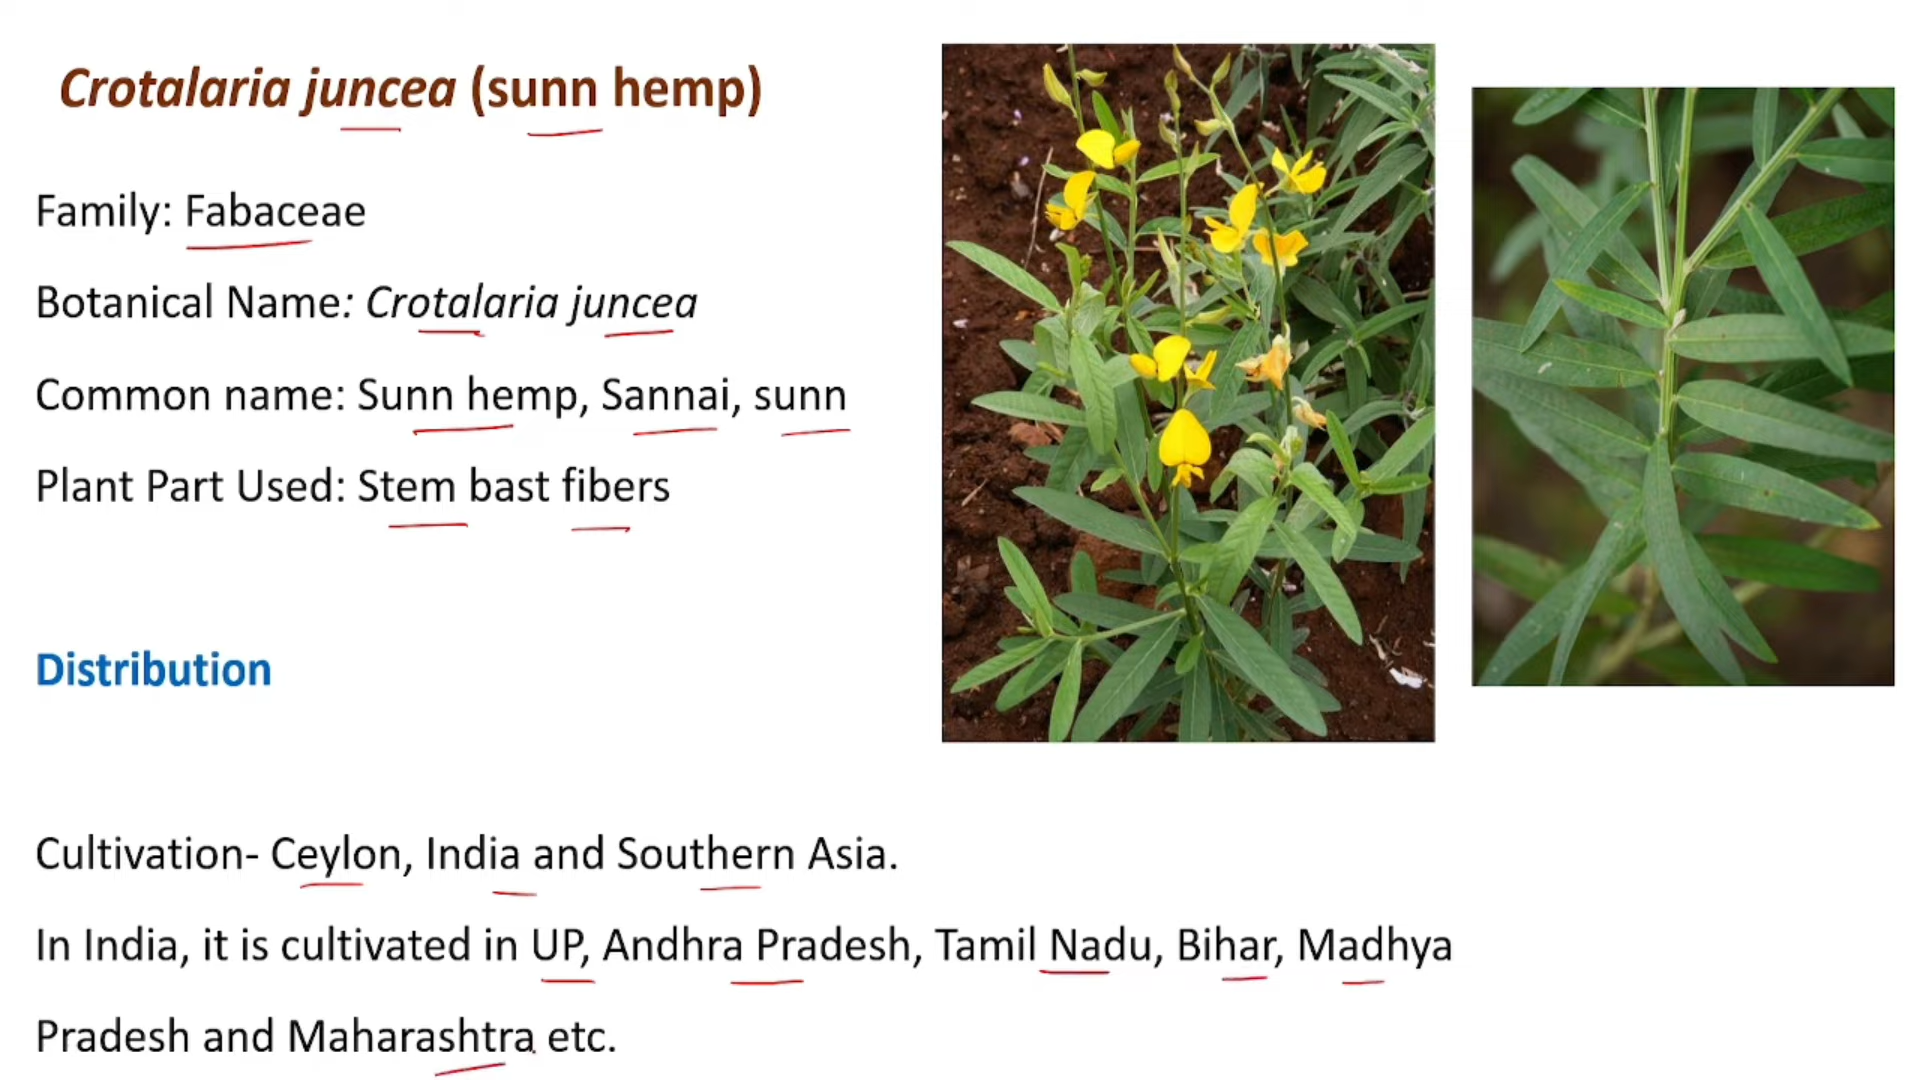 Crotalaria juncea (sunn hemp)
Family: Fabaceae
Botanical Name: Crotalaria juncea
Common name: Sunn hemp, Sannai, sunn
Plant Part Used: Stem bast fibers
Distribution
Cultivation- Ceylon, India and Southern Asia.
In India, it is cultivated in UP, Andhra Pradesh, Tamil Nadu, Bihar, Madhya
Pradesh and Maharashtra etc.